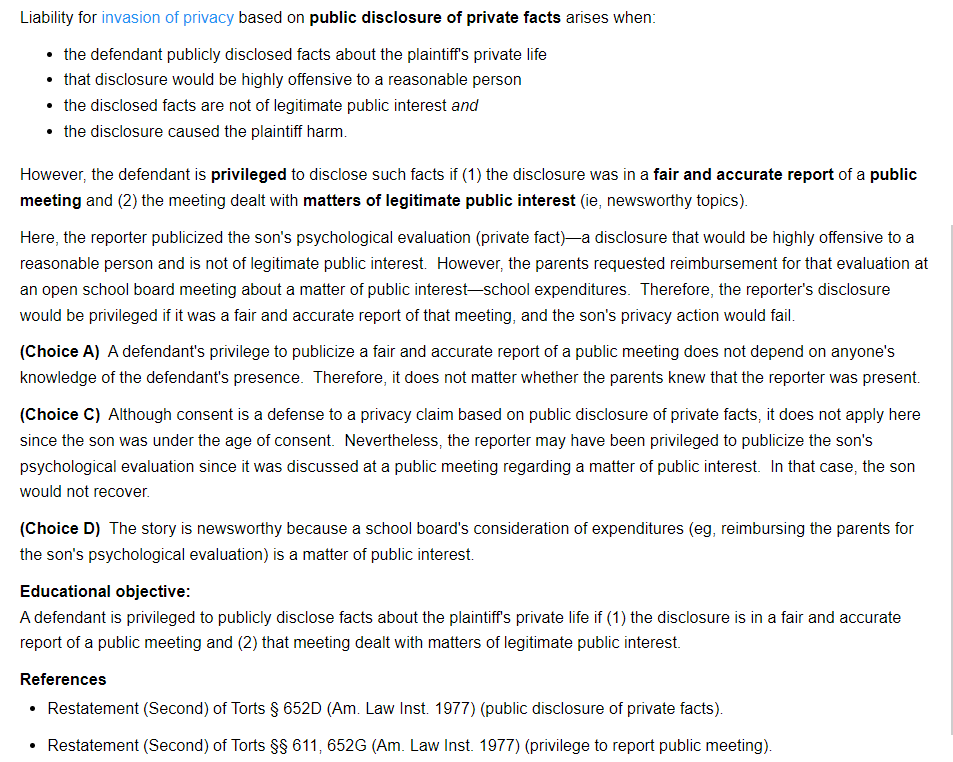 Liability for invasion of privacy based on public disclosure of private facts arises when:
• the defendant publicly disclosed facts about the plaintiff's private life
• that disclosure would be highly offensive to a reasonable person
• the disclosed facts are not of legitimate public interest and
• the disclosure caused the plaintiff harm.
However, the defendant is privileged to disclose such facts if (1) the disclosure was in a fair and accurate report of a public
meeting and (2) the meeting dealt with matters of legitimate public interest (ie, newsworthy topics).
Here, the reporter publicized the son's psychological evaluation (private fact)—a disclosure that would be highly offensive to a
reasonable person and is not of legitimate public interest. However, the parents requested reimbursement for that evaluation at
an open school board meeting about a matter of public interest—school expenditures. Therefore, the reporter's disclosure
would be privileged if it was a fair and accurate report of that meeting, and the son's privacy action would fail.
(Choice A) A defendant's privilege to publicize a fair and accurate report of a public meeting does not depend on anyone's
knowledge of the defendant's presence. Therefore, it does not matter whether the parents knew that the reporter was present.
(Choice C) Although consent is a defense to a privacy claim based on public disclosure of private facts, it does not apply here
since the son was under the age of consent. Nevertheless, the reporter may have been privileged to publicize the son's
psychological evaluation since it was discussed at a public meeting regarding a matter of public interest. In that case, the son
would not recover.
(Choice D) The story is newsworthy because a school board's consideration of expenditures (eg, reimbursing the parents for
the son's psychological evaluation) is a matter of public interest.
Educational objective:
A defendant is privileged to publicly disclose facts about the plaintiff's private life if (1) the disclosure is in a fair and accurate
report of a public meeting and (2) that meeting dealt with matters of legitimate public interest.
References
• Restatement (Second) of Torts § 652D (Am. Law Inst. 1977) (public disclosure of private facts).
• Restatement (Second) of Torts §§ 611, 652G (Am. Law Inst. 1977) (privilege to report public meeting).